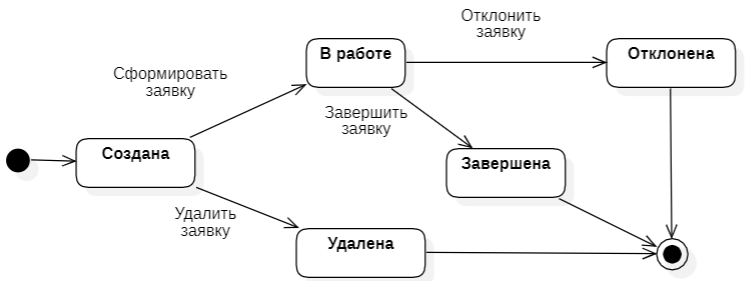 Отклонить
заявку
В работе
Отклонена
Сформировать
заявку
Завершить
заявку
Создана
Завершена
Удалить
заявку
Удалена